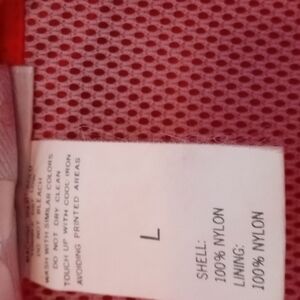 DO NOT BLEACH
WASH WITH SIMILAR COLORS
DO NOT DRY CLEAN
TOUCH UP WITH COOL IRON
AVOIDING PRINTED AREAS
L
SHELL:
100% NYLON
LINING:
100% NYLON